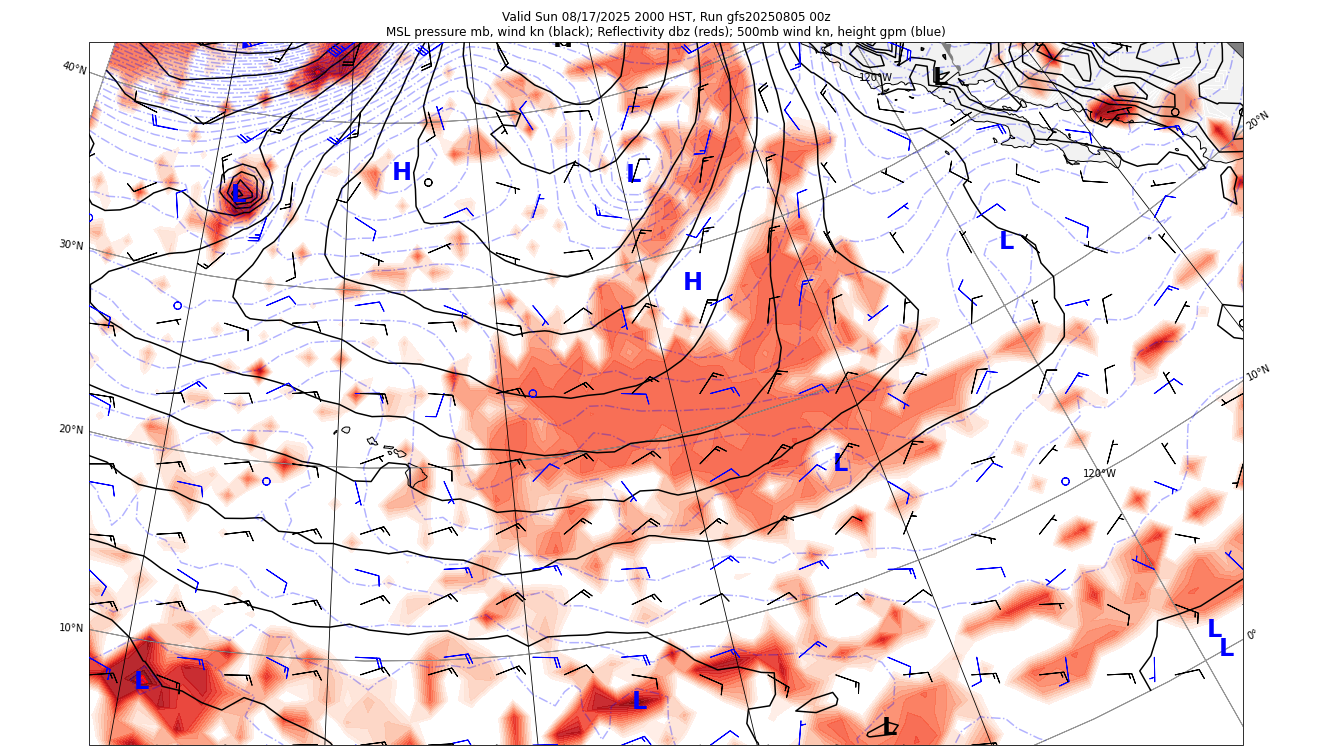 Valid Sun 08/17/2025 2000 HST, Run gfs20250805 00z
MSL pressure mb, wind kn (black); Reflectivity dbz (reds); 500mb wind kn, height gpm (blue)
40°N
120°W
L
20°N
H
L
L
30°N
L
H
10°N
20°N
L
120°W
10°N
L
0°
L
L
L
L